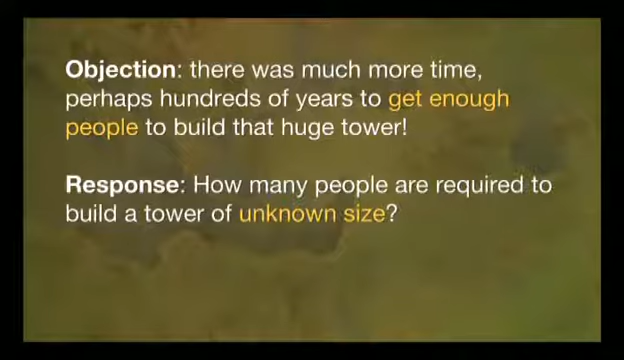 Objection: there was much more time,
perhaps hundreds of years to get enough
people to build that huge tower!
Response: How many people are required to
build a tower of unknown size?